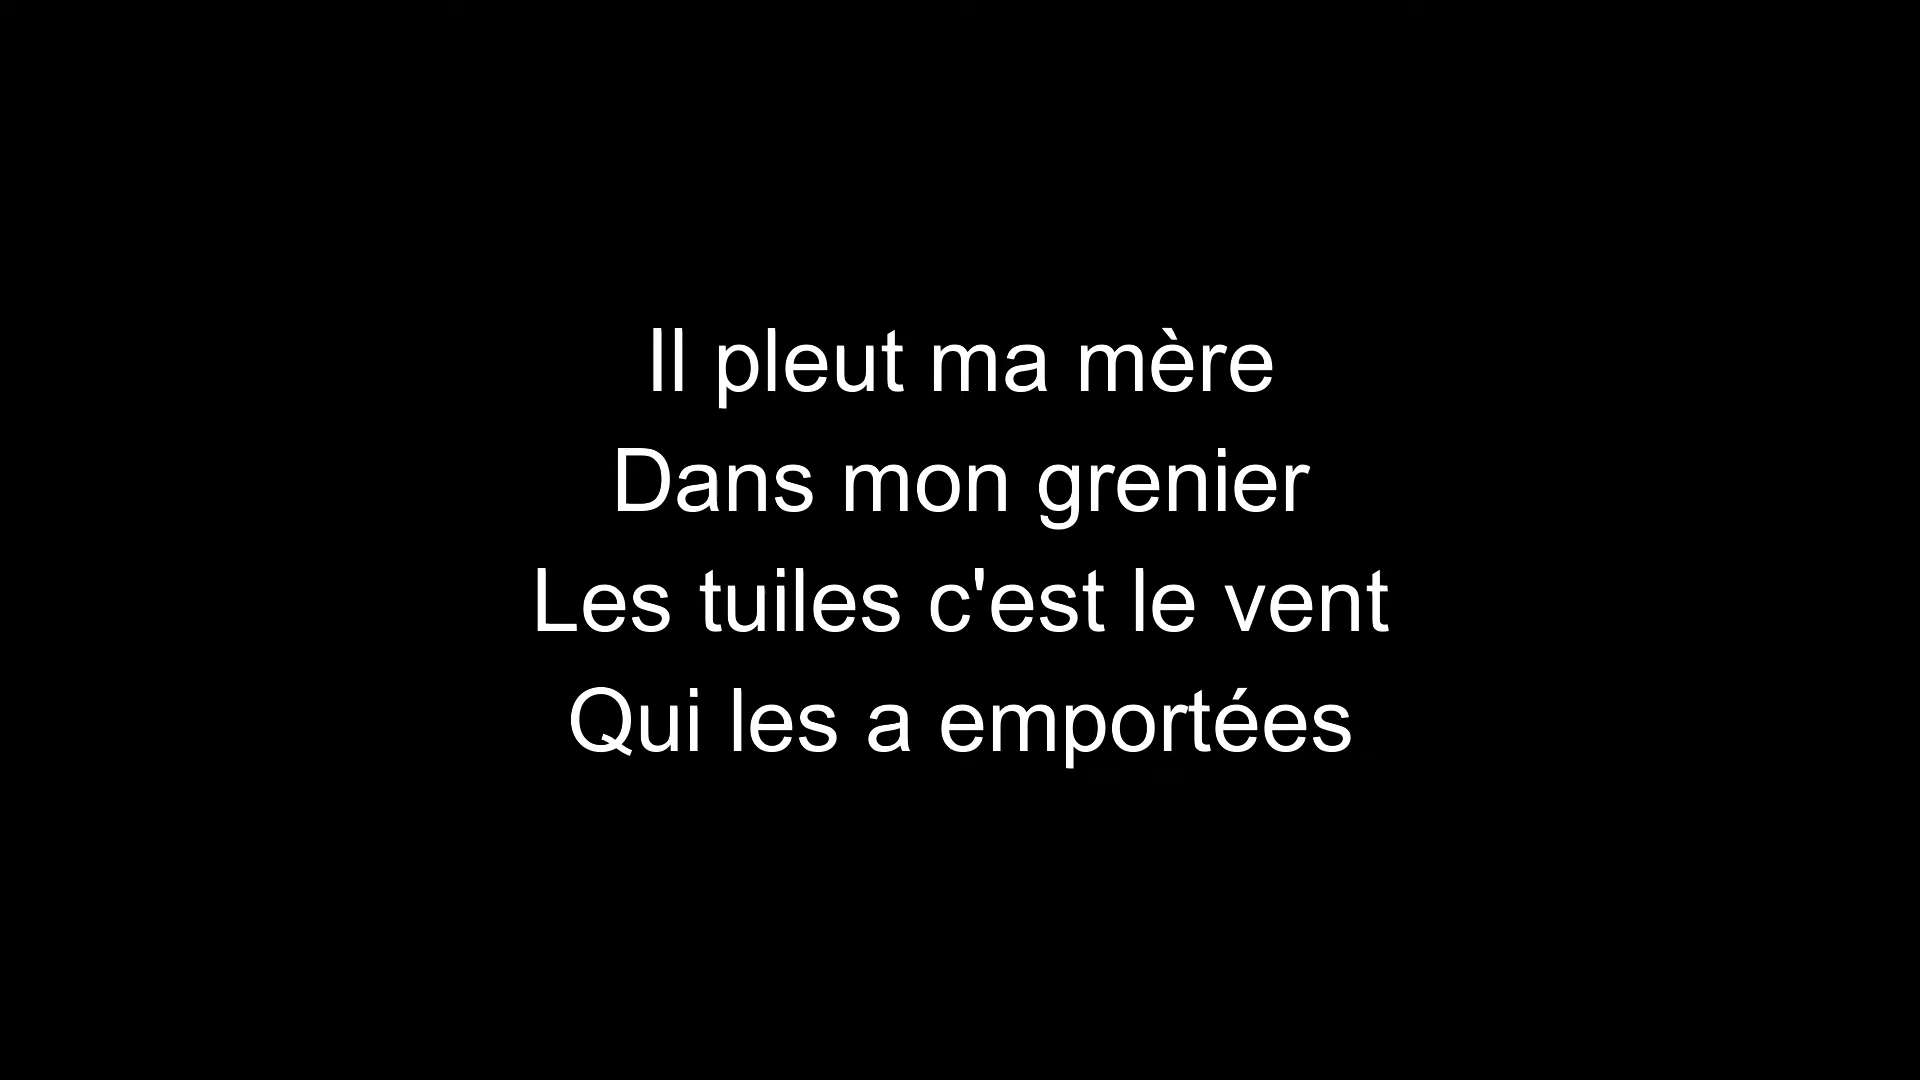 Il pleut ma mère
Dans mon grenier
Les tuiles c'est le vent
Qui les a emportées